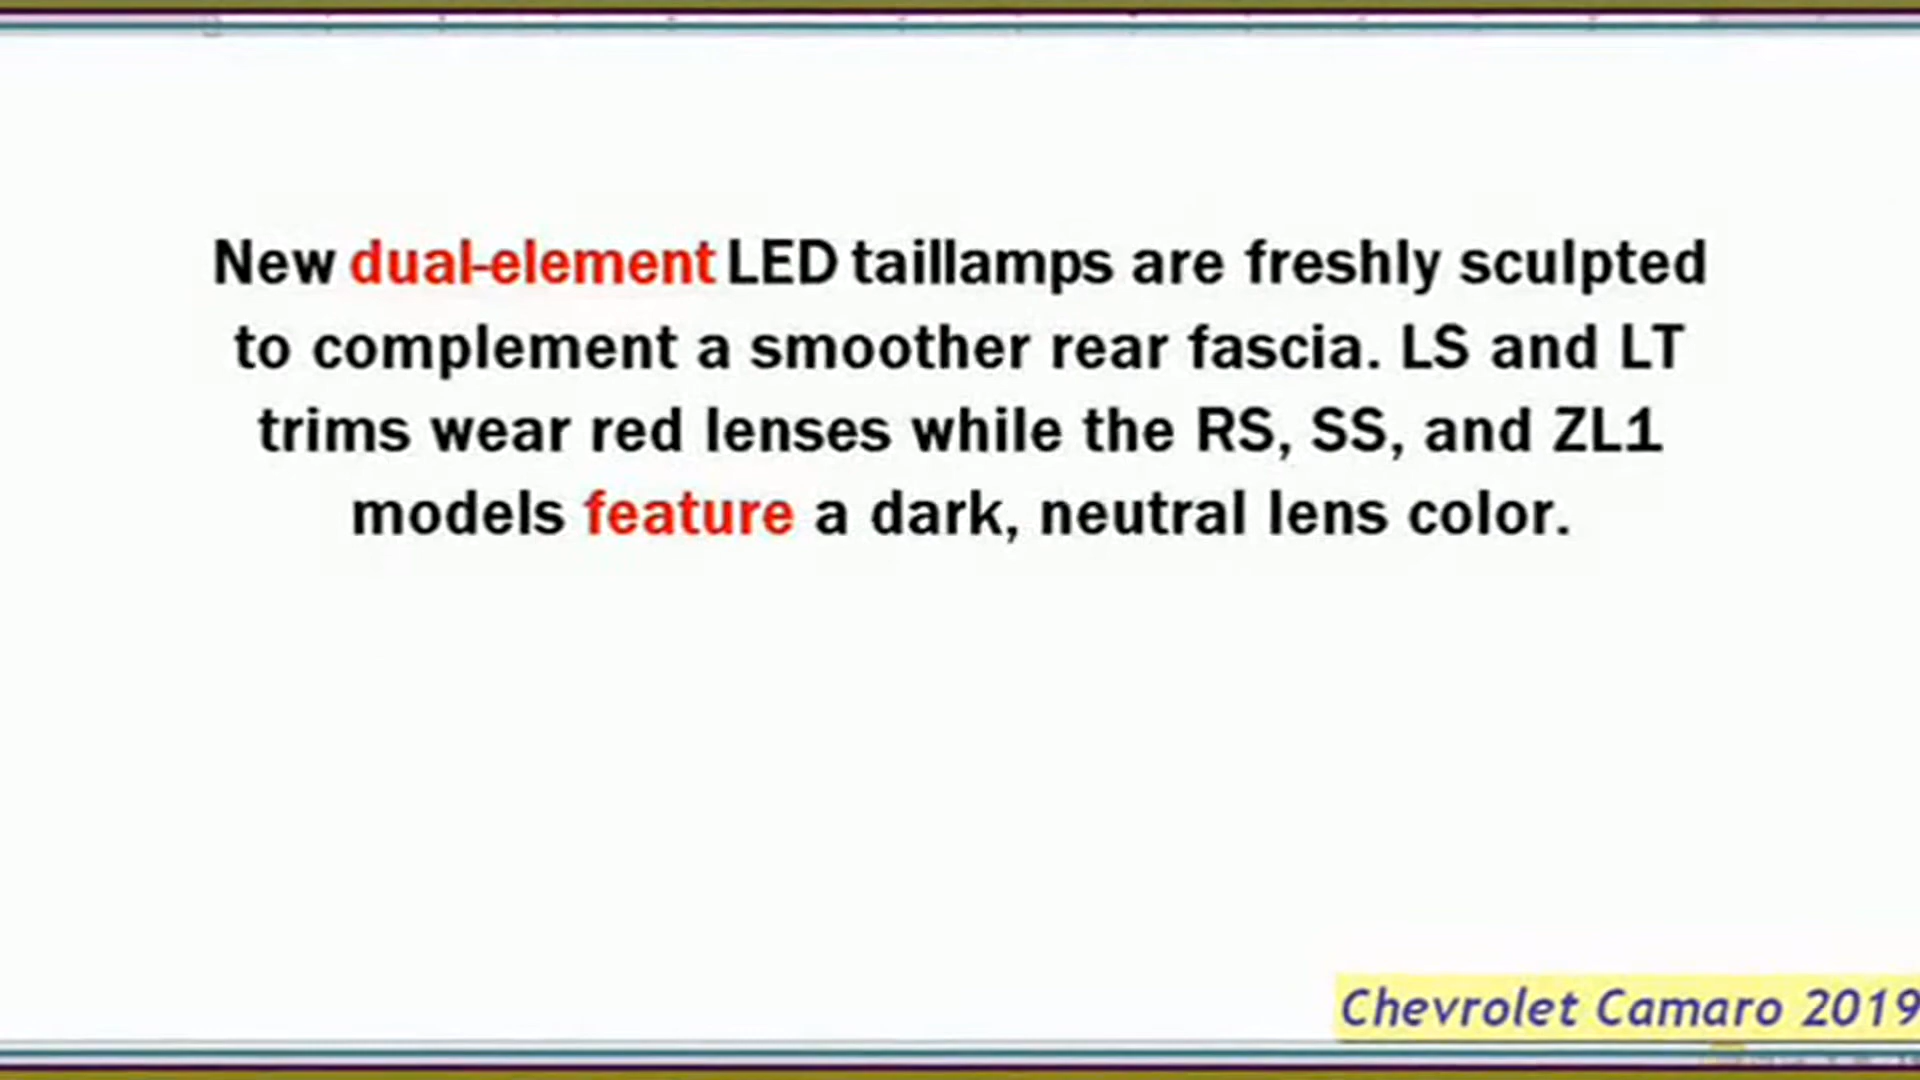 New dual-element LED taillamps are freshly sculpted
to complement a smoother rear fascia. LS and LT
trims wear red lenses while the RS, SS, and ZL1
models feature a dark, neutral lens color.
Chevrolet Camaro 2019